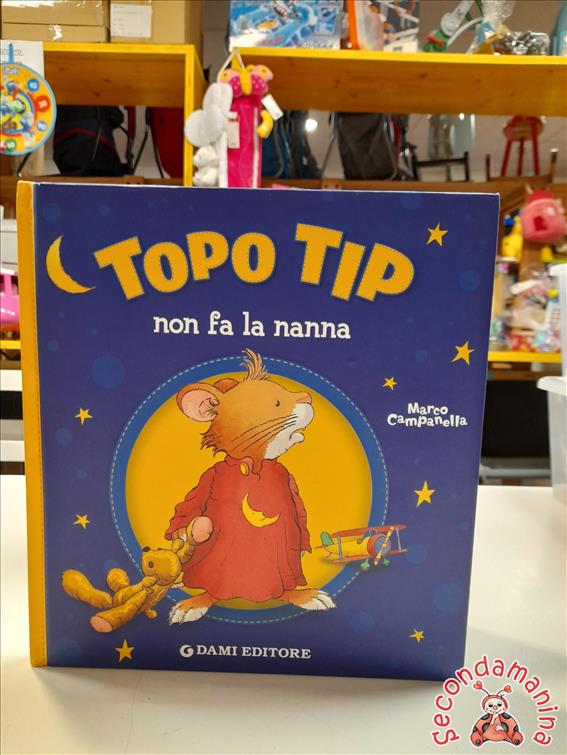 TOPO TIP
non fa la nanna
Marco
Campanella
G DAMI EDITORE
secondamanina